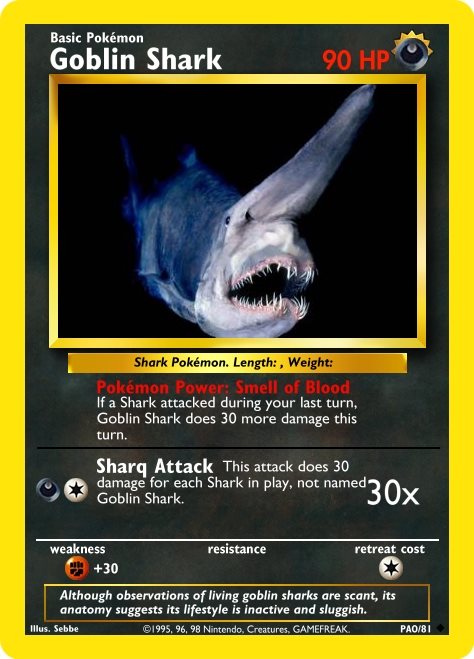 Basic Pokémon
Goblin Shark
90 HP
Shark Pokémon. Length: , Weight:
Pokémon Power: Smell of Blood
If a Shark attacked during your last turn,
Goblin Shark does 30 more damage this
turn.
Sharq Attack This attack does 30
damage for each Shark in play, not named
Goblin Shark.
30x
weakness
resistance
retreat cost
+30
Although observations of living goblin sharks are scant, its
anatomy suggests its lifestyle is inactive and sluggish.
Illus. Sebbe
©1995, 96, 98 Nintendo, Creatures, GAMEFREAK.
PAO/81